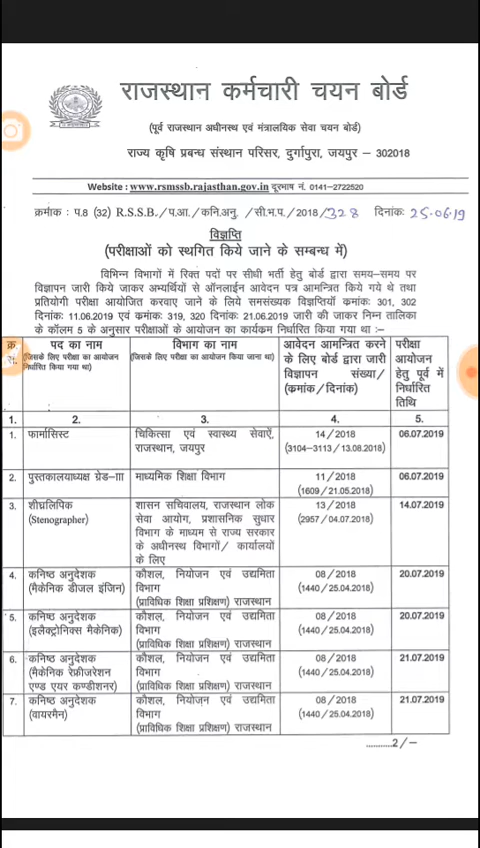 राजस्थान कर्मचारी चयन बोर्ड
(पूर्व राजस्थान अधीनस्थ एवं मंत्रालयिक सेवा चयन बोर्ड)
राज्य कृषि प्रबन्ध संस्थान परिसर, दुर्गापुरा, जयपुर – 302018
Website : www.rsmssb.rajasthan.gov.in दूरभाष नं. 0141-2722520
क्रमांक : प.8 (32) R.S.S.B./प.आ./कनि.अनु./सी.भ.प./2018/328 दिनांक: 25.06.19
विज्ञप्ति
(परीक्षाओं को स्थगित किये जाने के सम्बन्ध में)
विभिन्न विभागों में रिक्त पदों पर सीधी भर्ती हेतु बोर्ड द्वारा समय-समय पर
विज्ञापन जारी किये जाकर अभ्यर्थियों से ऑनलाईन आवेदन पत्र आमन्त्रित किये गये थे तथा
प्रतियोगी परीक्षा आयोजित करवाए जाने के लिये समसंख्यक विज्ञप्तियाँ क्रमांक: 301, 302
दिनांक: 11.06.2019 एवं क्रमांक: 319, 320 दिनांक: 21.06.2019 जारी की जाकर निम्न तालिका
के कॉलम 5 के अनुसार परीक्षाओं के आयोजन का कार्यक्रम निर्धारित किया गया था :–
क्र. सं. पद का नाम (जिसके लिए परीक्षा का आयोजन निर्धारित किया गया था) विभाग का नाम (जिसके लिए परीक्षा का आयोजन किया जाना था) आवेदन आमन्त्रित करने के लिए बोर्ड द्वारा जारी विज्ञापन संख्या/ (क्रमांक/दिनांक) परीक्षा आयोजन हेतु पूर्व में निर्धारित तिथि
1. 2. 3. 4. 5.
1. फार्मासिस्ट चिकित्सा एवं स्वास्थ्य सेवाऐं, 14/2018 06.07.2019
राजस्थान, जयपुर (3104-3113/13.08.2018)
2. पुस्तकालयाध्यक्ष ग्रेड–III माध्यमिक शिक्षा विभाग 11/2018 06.07.2019
(1609/21.05.2018)
3. शीघ्रलिपिक शासन सचिवालय, राजस्थान लोक 13/2018 14.07.2019
(Stenographer) सेवा आयोग, प्रशासनिक सुधार (2957/04.07.2018)
विभाग के माध्यम से राज्य सरकार
के अधीनस्थ विभागों/ कार्यालयों
के लिए
4. कनिष्ठ अनुदेशक कौशल, नियोजन एवं उद्यमिता 08/2018 20.07.2019
(मैकेनिक डीजल इंजिन) विभाग (1440/25.04.2018)
(प्राविधिक शिक्षा प्रशिक्षण) राजस्थान
5. कनिष्ठ अनुदेशक कौशल, नियोजन एवं उद्यमिता 08/2018 20.07.2019
(इलैक्ट्रोनिक्स मैकेनिक) विभाग (1440/25.04.2018)
(प्राविधिक शिक्षा प्रशिक्षण) राजस्थान
6. कनिष्ठ अनुदेशक कौशल, नियोजन एवं उद्यमिता 08/2018 21.07.2019
(मैकेनिक रेफ्रीजरेशन विभाग (1440/25.04.2018)
एण्ड एयर कण्डीशनर) (प्राविधिक शिक्षा प्रशिक्षण) राजस्थान
7. कनिष्ठ अनुदेशक कौशल, नियोजन एवं उद्यमिता 08/2018 21.07.2019
(वायरमैन) विभाग (1440/25.04.2018)
(प्राविधिक शिक्षा प्रशिक्षण) राजस्थान
...........2/–